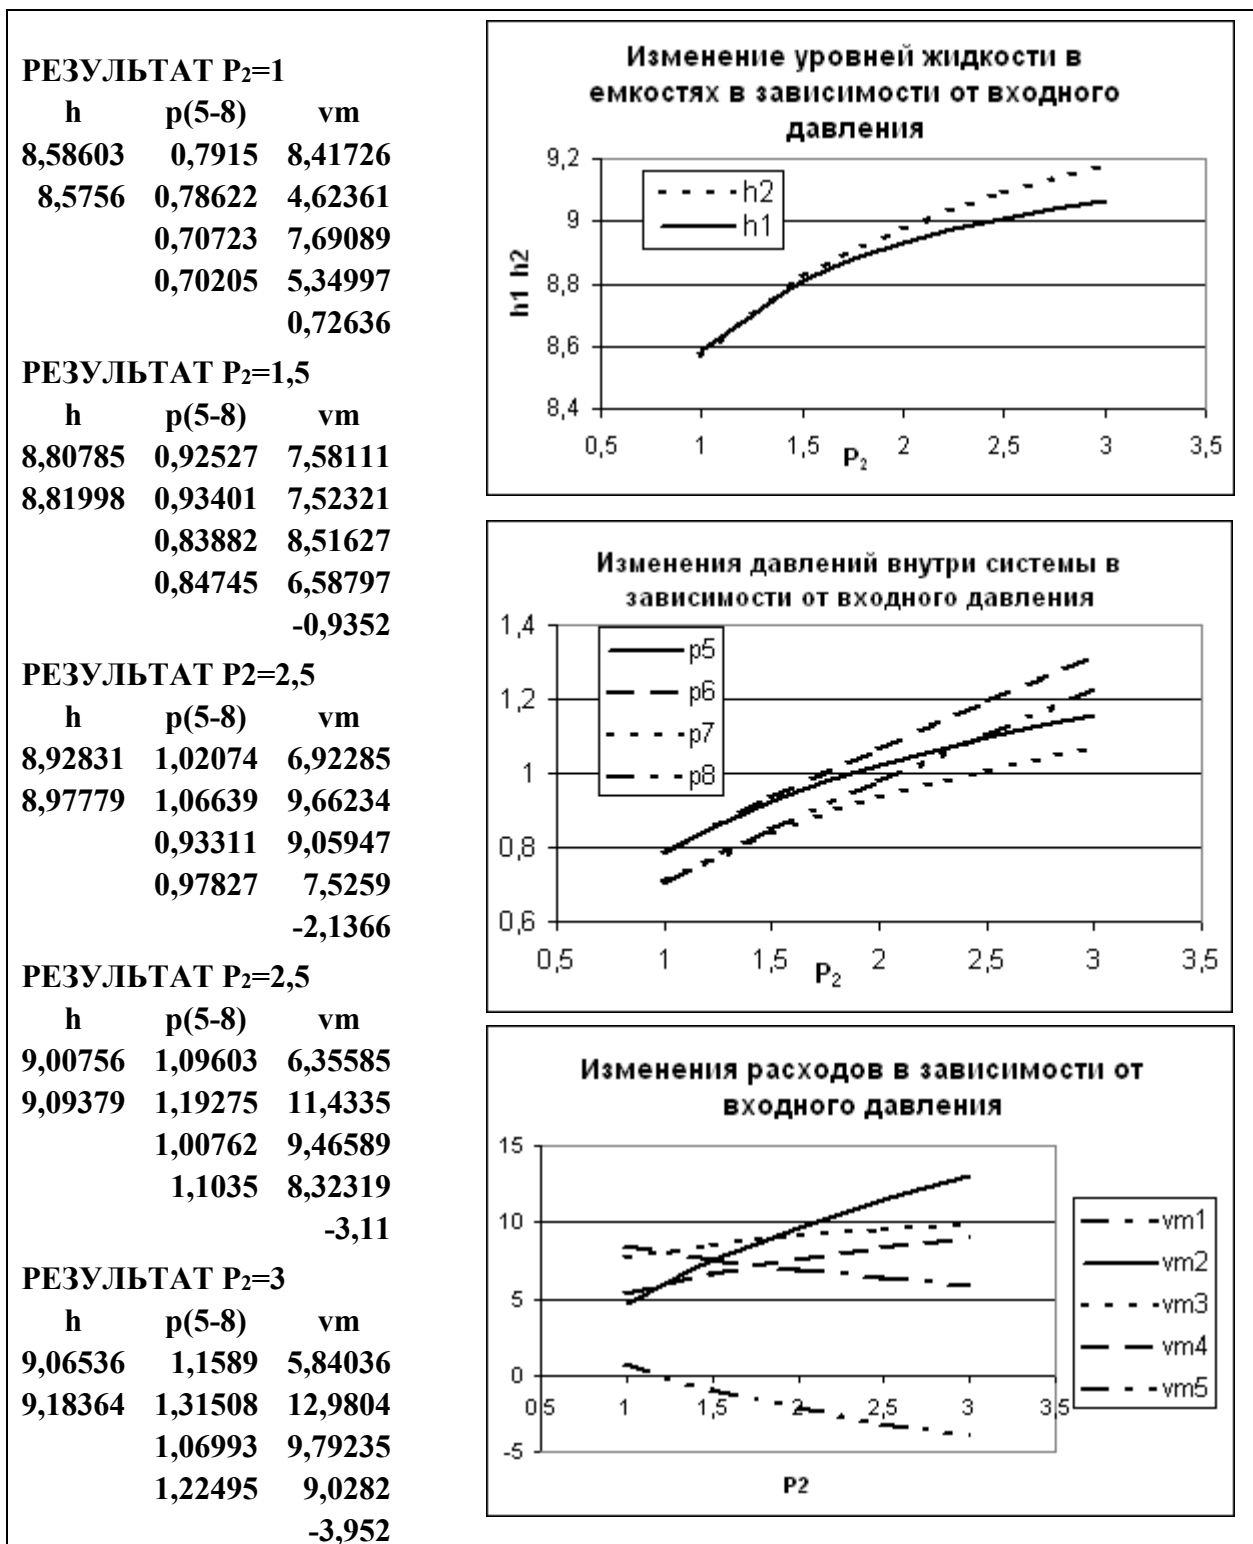 РЕЗУЛЬТАТ P₂=1
h p(5-8) vm
8,58603 0,7915 8,41726
8,5756 0,78622 4,62361
0,70723 7,69089
0,70205 5,34997
0,72636
РЕЗУЛЬТАТ P₂=1,5
h p(5-8) vm
8,80785 0,92527 7,58111
8,81998 0,93401 7,52321
0,83882 8,51627
0,84745 6,58797
-0,9352
РЕЗУЛЬТАТ P2=2,5
h p(5-8) vm
8,92831 1,02074 6,92285
8,97779 1,06639 9,66234
0,93311 9,05947
0,97827 7,5259
-2,1366
РЕЗУЛЬТАТ P₂=2,5
h p(5-8) vm
9,00756 1,09603 6,35585
9,09379 1,19275 11,4335
1,00762 9,46589
1,1035 8,32319
-3,11
РЕЗУЛЬТАТ P₂=3
h p(5-8) vm
9,06536 1,1589 5,84036
9,18364 1,31508 12,9804
1,06993 9,79235
1,22495 9,0282
-3,952
Изменение уровней жидкости в
емкостях в зависимости от входного
давления
9,2
9
8,8
8,6
8,4
h1 h2
h2
h1
0,5 1 1,5 2 2,5 3 3,5
P₂
Изменения давлений внутри системы в
зависимости от входного давления
1,4
1,2
1
0,8
0,6
p5
p6
p7
p8
0,5 1 1,5 2 2,5 3 3,5
P₂
Изменения расходов в зависимости от
входного давления
15
10
5
0
-5
0,5 1 1,5 2 2,5 3 3,5
P2
vm1
vm2
vm3
vm4
vm5